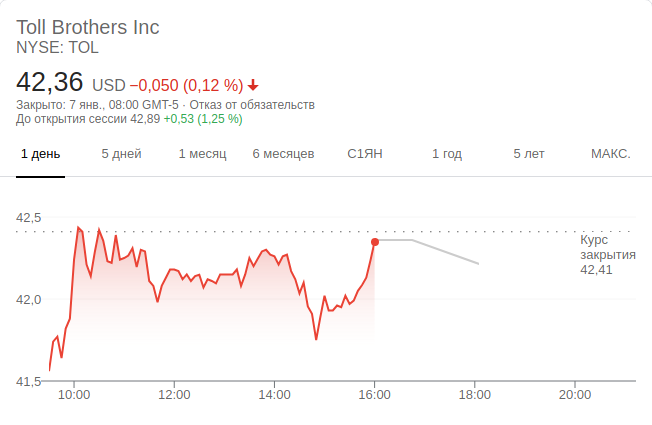 Toll Brothers Inc
NYSE: TOL
42,36 USD −0,050 (0,12 %)
Закрыто: 7 янв., 08:00 GMT-5 · Отказ от обязательств
До открытия сессии 42,89 +0,53 (1,25 %)
1 день 5 дней 1 месяц 6 месяцев С1ЯН 1 год 5 лет МАКС.
42,5
Курс
закрытия
42,41
42,0
41,5
10:00 12:00 14:00 16:00 18:00 20:00